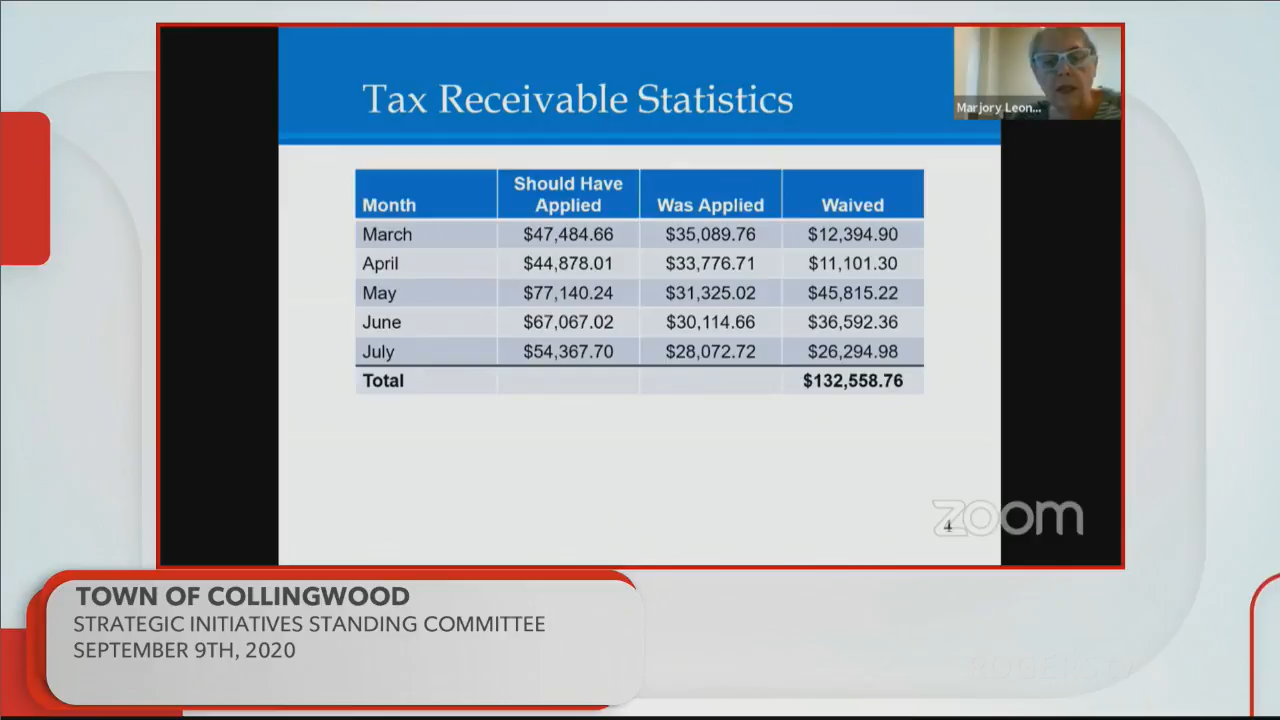 Tax Receivable Statistics
Marjory Leon...
Month Should Have Applied Was Applied Waived
March $47,484.66 $35,089.76 $12,394.90
April $44,878.01 $33,776.71 $11,101.30
May $77,140.24 $31,325.02 $45,815.22
June $67,067.02 $30,114.66 $36,592.36
July $54,367.70 $28,072.72 $26,294.98
Total $132,558.76
zoom
4
TOWN OF COLLINGWOOD
STRATEGIC INITIATIVES STANDING COMMITTEE
SEPTEMBER 9TH, 2020